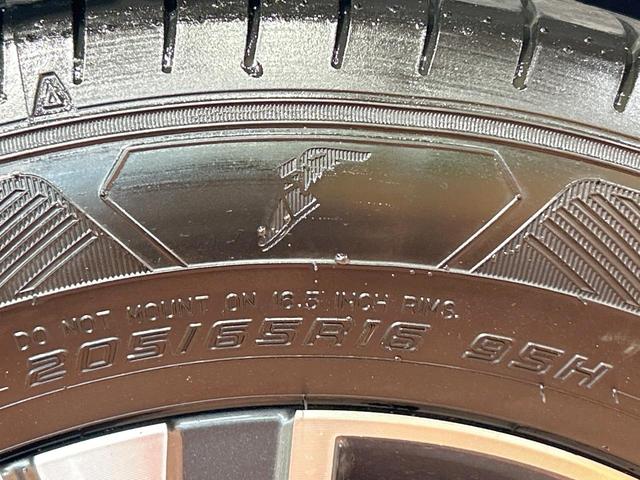 DO NOT MOUNT ON 16.5 INCH RIMS.
205/65R16 95H